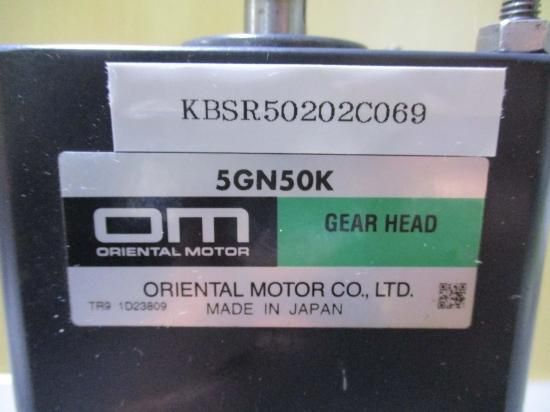 KBSR50202C069
5GN50K
OM
ORIENTAL MOTOR
GEAR HEAD
ORIENTAL MOTOR CO., LTD.
TR9 1D23809 MADE IN JAPAN